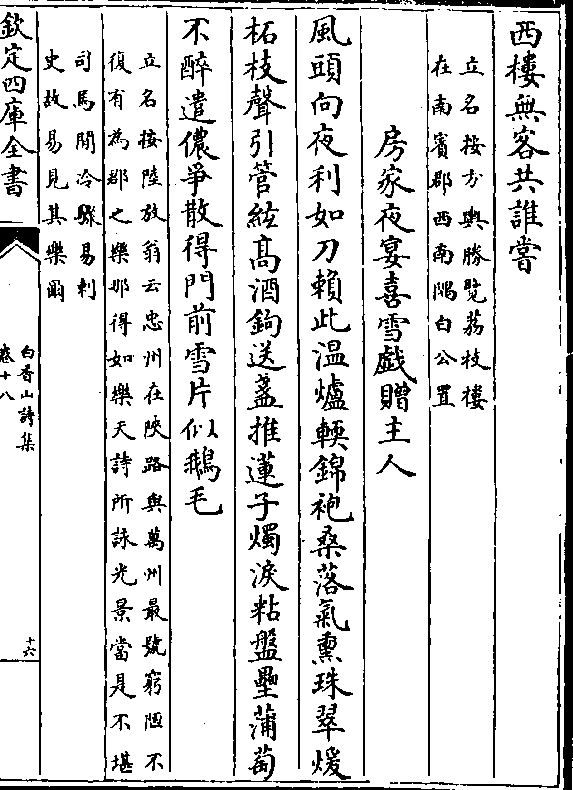 西樓無客共誰嘗
立名按方輿勝覧荔枝樓
在南賓郡西南隅白公置
房家夜宴喜雪戯贈主人
風頭向夜利如刀賴此温爐輭錦袍桑落氣熏珠翠煖
柘枝聲引管絃髙酒鉤送盞推蓮子燭淚粘盤壘蒲萄
不醉遣儂爭散得門前雪片似鵝毛
立名按陸放翁云忠州在陜路與萬州最號窮陋不
復有為郡之樂那得如樂天詩所詠光景當是不堪
司馬閒冷驟易刺
史故易見其樂爾
欽定四庫全書
白香山詩集
卷十八
十六